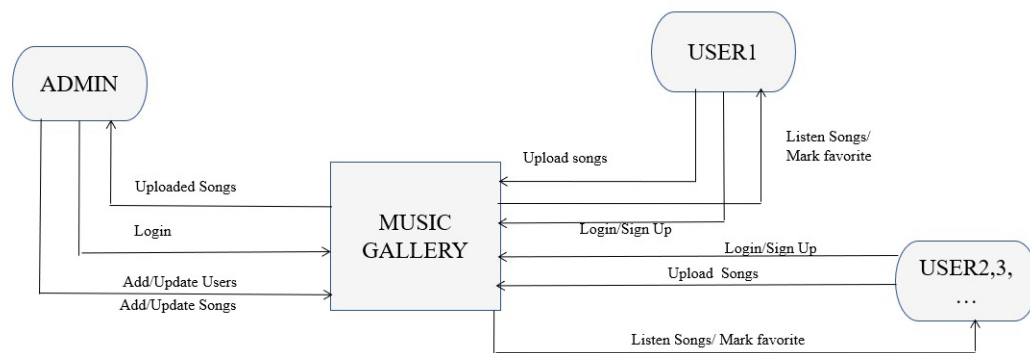 USER1
ADMIN
Listen Songs/
Mark favorite
Upload songs
Uploaded Songs
MUSIC
GALLERY
Login
Login/Sign Up
Login/Sign Up
USER2,3,
...
Upload  Songs
Add/Update Users
Add/Update Songs
Listen Songs/ Mark favorite